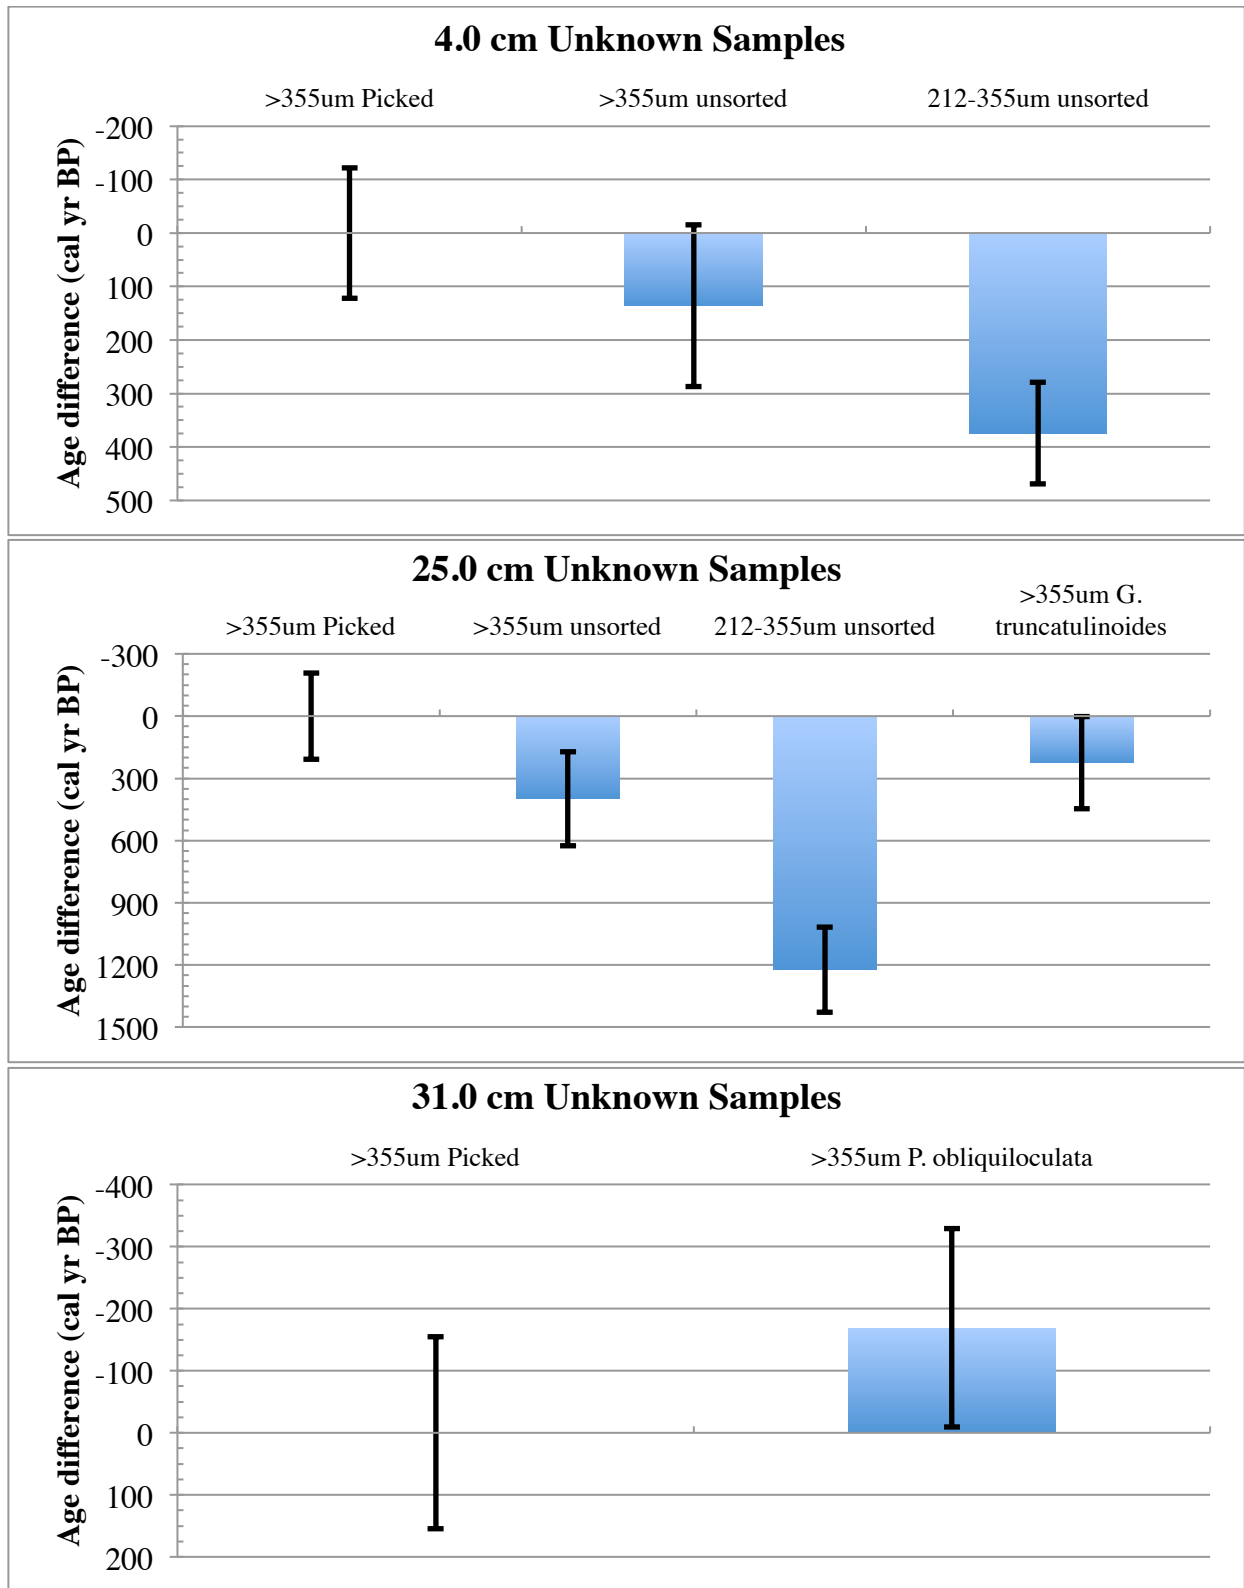 4.0 cm Unknown Samples
>355um Picked >355um unsorted 212-355um unsorted
Age difference (cal yr BP)
-200
-100
0
100
200
300
400
500
25.0 cm Unknown Samples
>355um Picked >355um unsorted 212-355um unsorted >355um G.
truncatulinoides
Age difference (cal yr BP)
-300
0
300
600
900
1200
1500
31.0 cm Unknown Samples
>355um Picked >355um P. obliquiloculata
Age difference (cal yr BP)
-400
-300
-200
-100
0
100
200